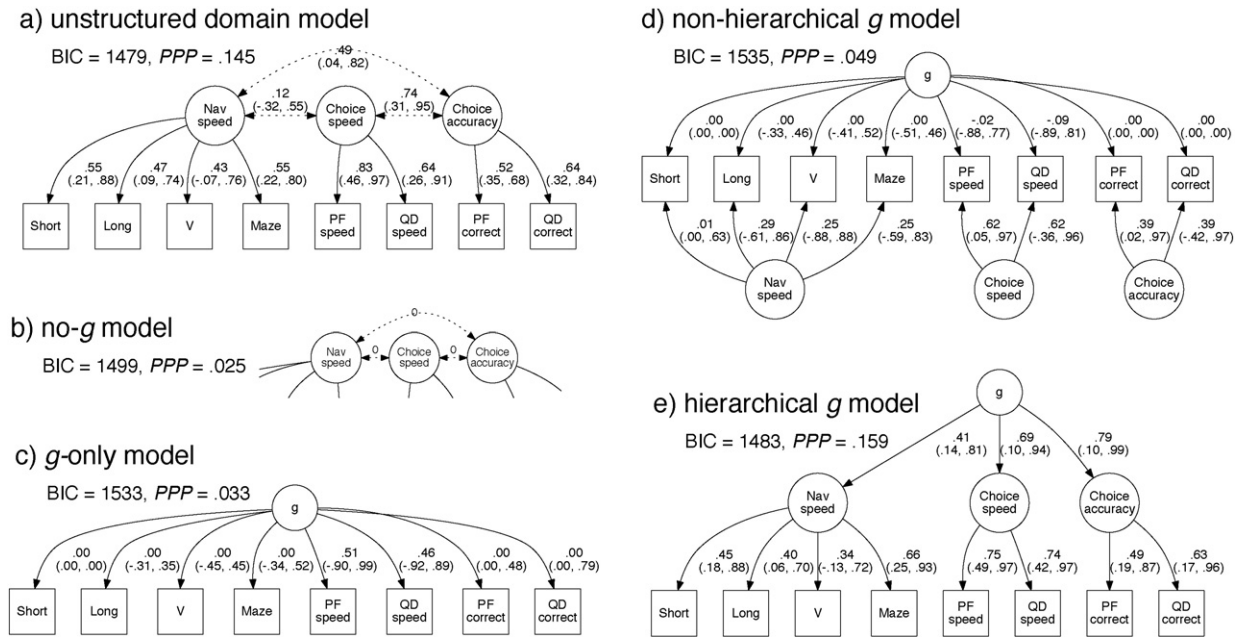 a) unstructured domain model
BIC = 1479, PPP = .145
.49
(.04, .82)
.12
(-.32, .55)
.74
(.31, .95)
Nav
speed
Choice
speed
Choice
accuracy
.55
(.21, .88)
.47
(.09, .74)
.43
(-.07, .76)
.55
(.22, .80)
.83
(.46, .97)
.64
(.26, .91)
.52
(.35, .68)
.64
(.32, .84)
Short
Long
V
Maze
PF
speed
QD
speed
PF
correct
QD
correct
b) no-g model
BIC = 1499, PPP = .025
0
0
0
Nav
speed
Choice
speed
Choice
accuracy
c) g-only model
BIC = 1533, PPP = .033
g
.00
(.00, .00)
.00
(-.31, .35)
.00
(-.45, .45)
.00
(-.34, .52)
.51
(-.90, .99)
.46
(-.92, .89)
.00
(.00, .48)
.00
(.00, .79)
Short
Long
V
Maze
PF
speed
QD
speed
PF
correct
QD
correct
d) non-hierarchical g model
BIC = 1535, PPP = .049
g
.00
(.00, .00)
.00
(-.33, .46)
.00
(-.41, .52)
.00
(-.51, .46)
-.02
(-.88, .77)
-.09
(-.89, .81)
.00
(.00, .00)
.00
(.00, .00)
Short
Long
V
Maze
PF
speed
QD
speed
PF
correct
QD
correct
.01
(.00, .63)
.29
(-.61, .86)
.25
(-.88, .88)
.25
(-.59, .83)
.62
(.05, .97)
.62
(-.36, .96)
.39
(.02, .97)
.39
(-.42, .97)
Nav
speed
Choice
speed
Choice
accuracy
e) hierarchical g model
BIC = 1483, PPP = .159
g
.41
(.14, .81)
.69
(.10, .94)
.79
(.10, .99)
Nav
speed
Choice
speed
Choice
accuracy
.45
(.18, .88)
.40
(.06, .70)
.34
(-.13, .72)
.66
(.25, .93)
.75
(.49, .97)
.74
(.42, .97)
.49
(.19, .87)
.63
(.17, .96)
Short
Long
V
Maze
PF
speed
QD
speed
PF
correct
QD
correct